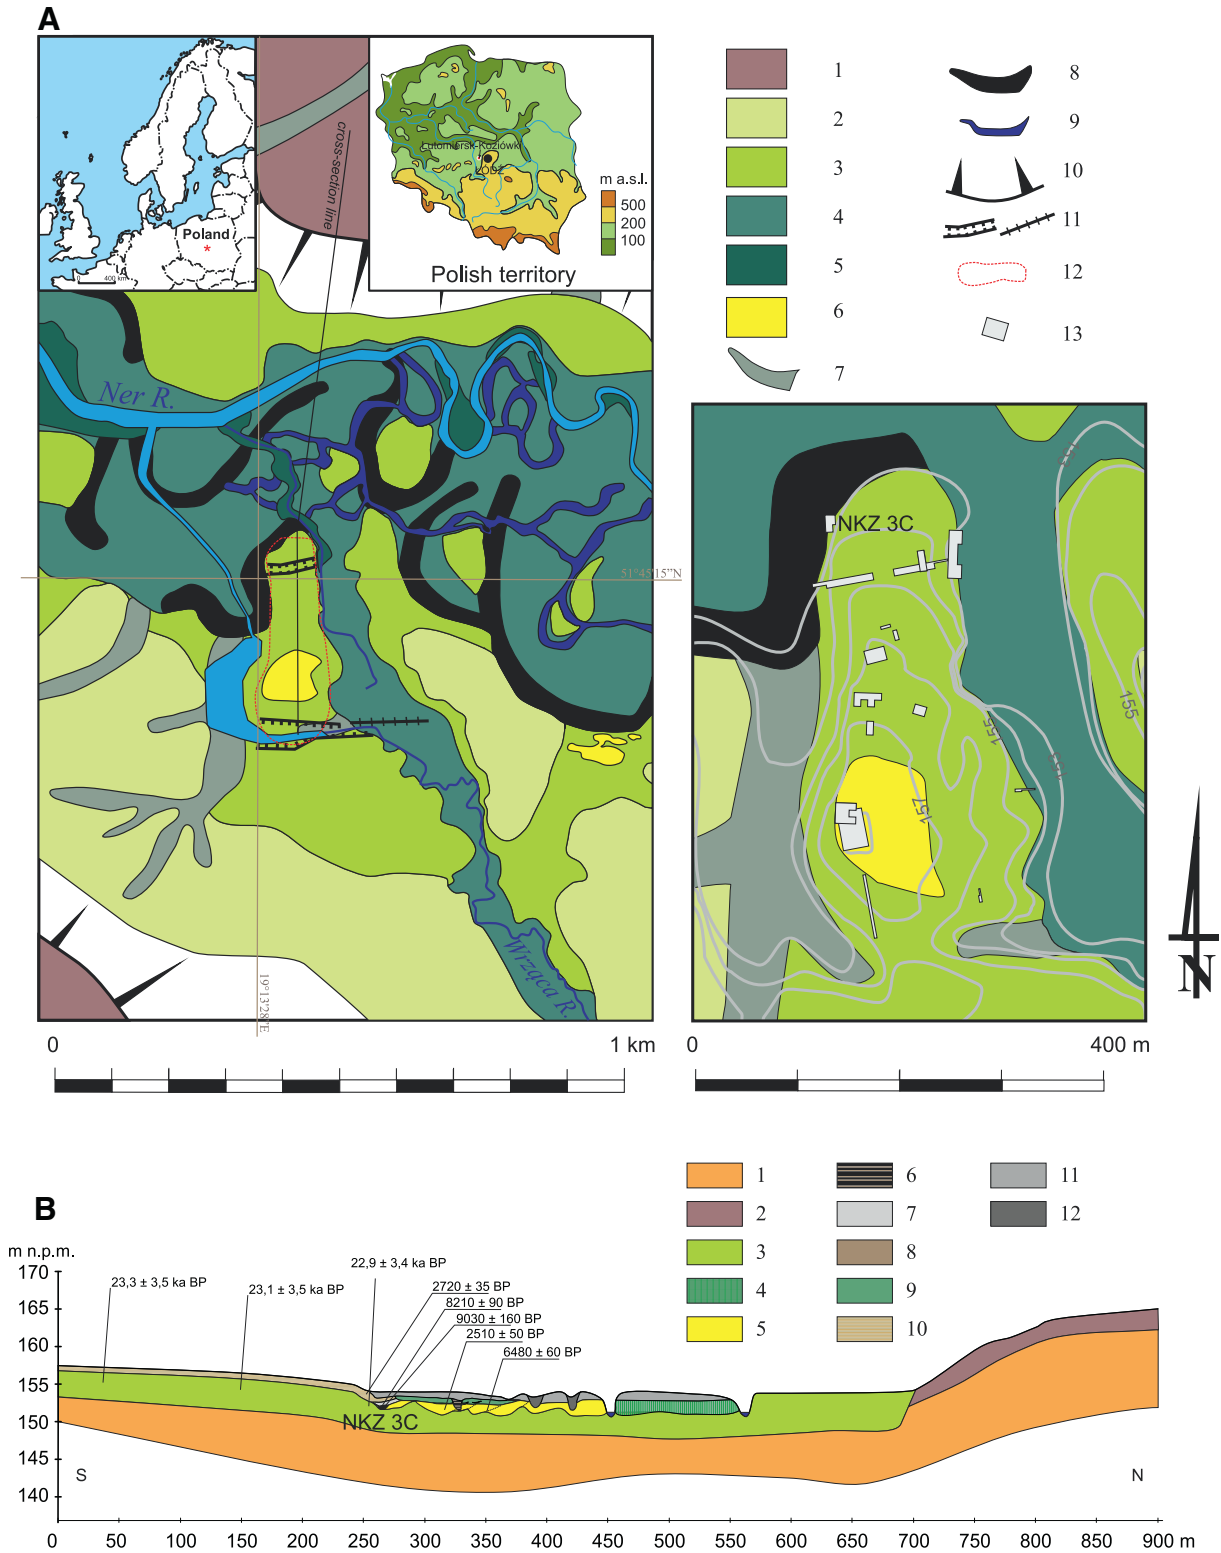 A
Poland
*
0 400 km
cross-section line
Lutomiersk-Koziówki
ŁÓDŹ
m a.s.l.
500
200
100
Polish territory
Ner R.
51°45'15"N
19°13'28"E
Wrząca R.
0 1 km
1
2
3
4
5
6
7
8
9
10
11
12
13
NKZ 3C
155
155
157
0 400 m
N
B
1
2
3
4
5
6
7
8
9
10
11
12
m n.p.m.
170
165
160
155
150
145
140
23,3 ± 3,5 ka BP
23,1 ± 3,5 ka BP
22,9 ± 3,4 ka BP
2720 ± 35 BP
8210 ± 90 BP
9030 ± 160 BP
2510 ± 50 BP
6480 ± 60 BP
NKZ 3C
S
N
0 50 100 150 200 250 300 350 400 450 500 550 600 650 700 750 800 850 900 m